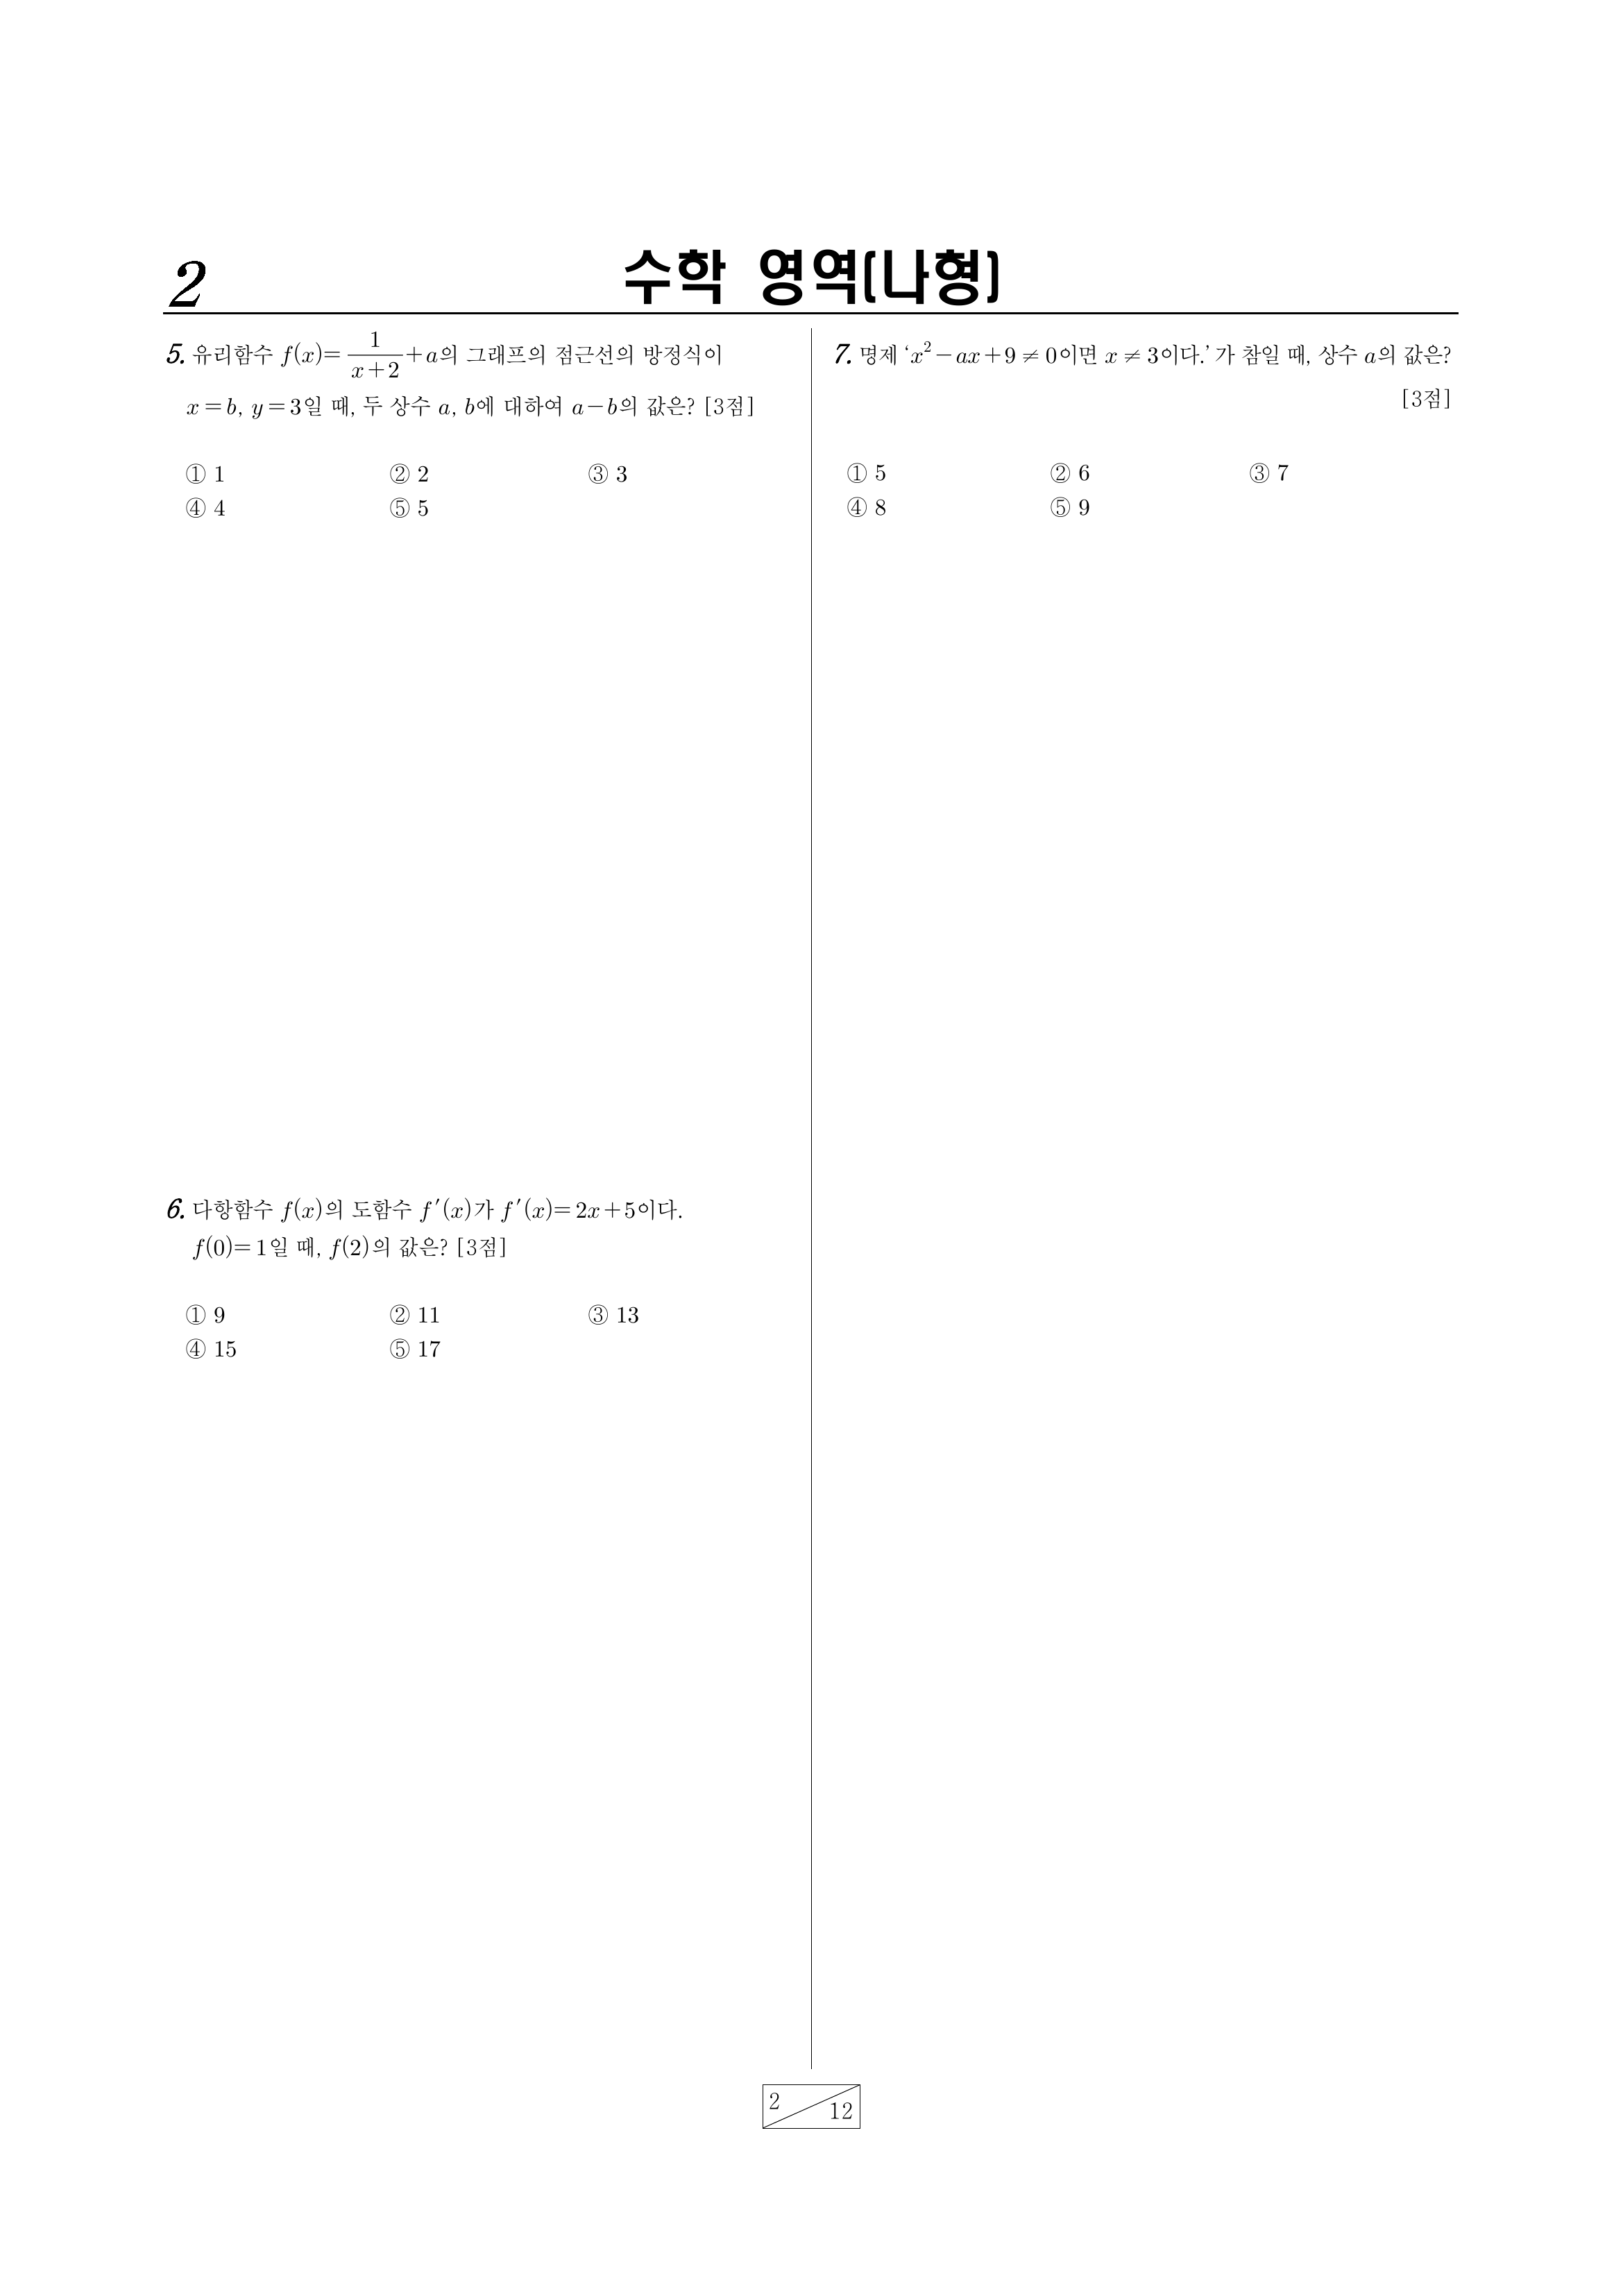 2
수학 영역(나형)
5. 유리함수 f(x)= 1/(x+2) +a의 그래프의 점근선의 방정식이
x=b, y=3일 때, 두 상수 a, b에 대하여 a-b의 값은? [3점]
① 1 ② 2 ③ 3
④ 4 ⑤ 5
6. 다항함수 f(x)의 도함수 f′(x)가 f′(x)=2x+5이다.
f(0)=1일 때, f(2)의 값은? [3점]
① 9 ② 11 ③ 13
④ 15 ⑤ 17
7. 명제 ‘x²-ax+9≠0이면 x≠3이다.’가 참일 때, 상수 a의 값은?
[3점]
① 5 ② 6 ③ 7
④ 8 ⑤ 9
2 12